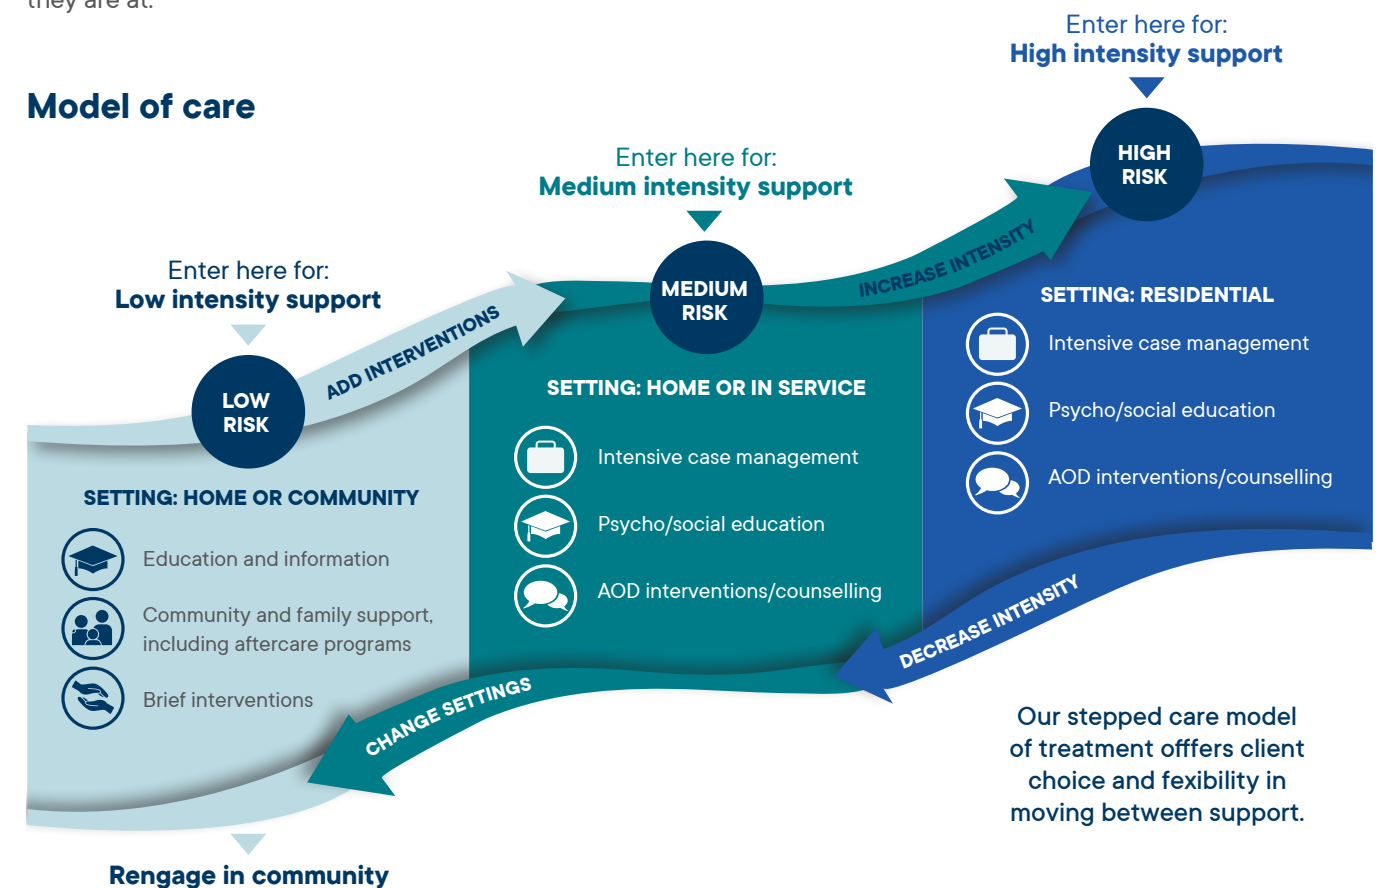 they are at.
Model of care
Enter here for:
Low intensity support
LOW
RISK
ADD INTERVENTIONS
SETTING: HOME OR COMMUNITY
Education and information
Community and family support,
including aftercare programs
Brief interventions
Enter here for:
Medium intensity support
MEDIUM
RISK
INCREASE INTENSITY
SETTING: HOME OR IN SERVICE
Intensive case management
Psycho/social education
AOD interventions/counselling
Enter here for:
High intensity support
HIGH
RISK
SETTING: RESIDENTIAL
Intensive case management
Psycho/social education
AOD interventions/counselling
DECREASE INTENSITY
CHANGE SETTINGS
Rengage in community
Our stepped care model
of treatment offfers client
choice and fexibility in
moving between support.